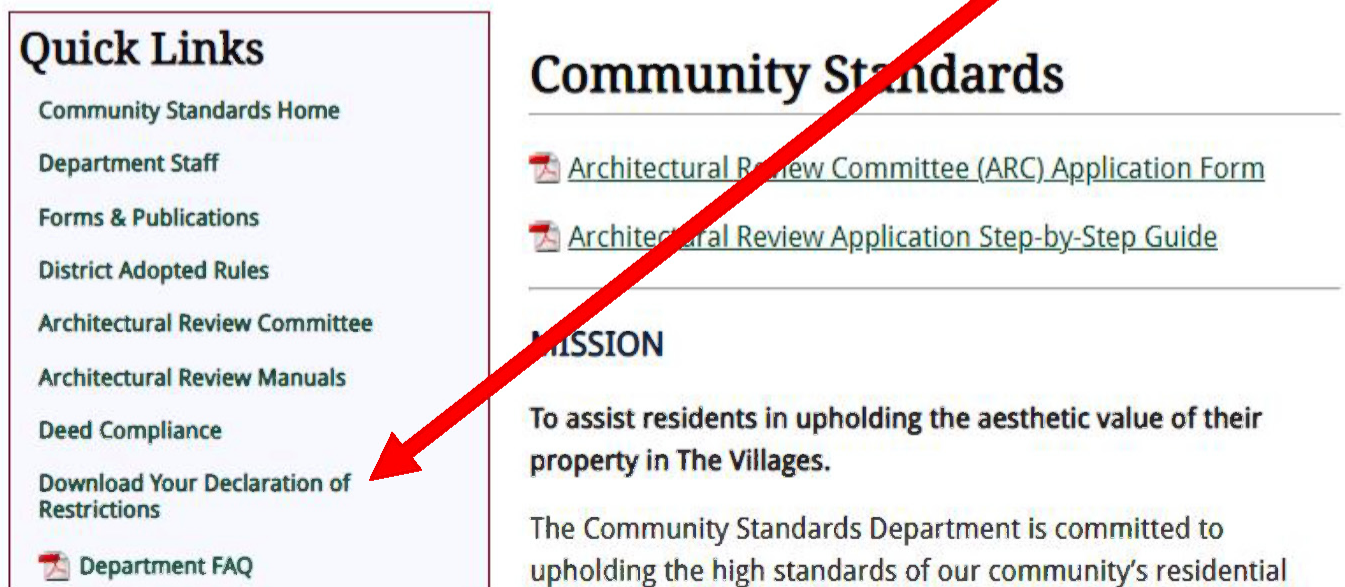 Quick Links
Community Standards Home
Department Staff
Forms & Publications
District Adopted Rules
Architectural Review Committee
Architectural Review Manuals
Deed Compliance
Download Your Declaration of
Restrictions
Department FAQ
Community Standards
Architectural Review Committee (ARC) Application Form
Architectural Review Application Step-by-Step Guide
MISSION
To assist residents in upholding the aesthetic value of their
property in The Villages.
The Community Standards Department is committed to
upholding the high standards of our community's residential